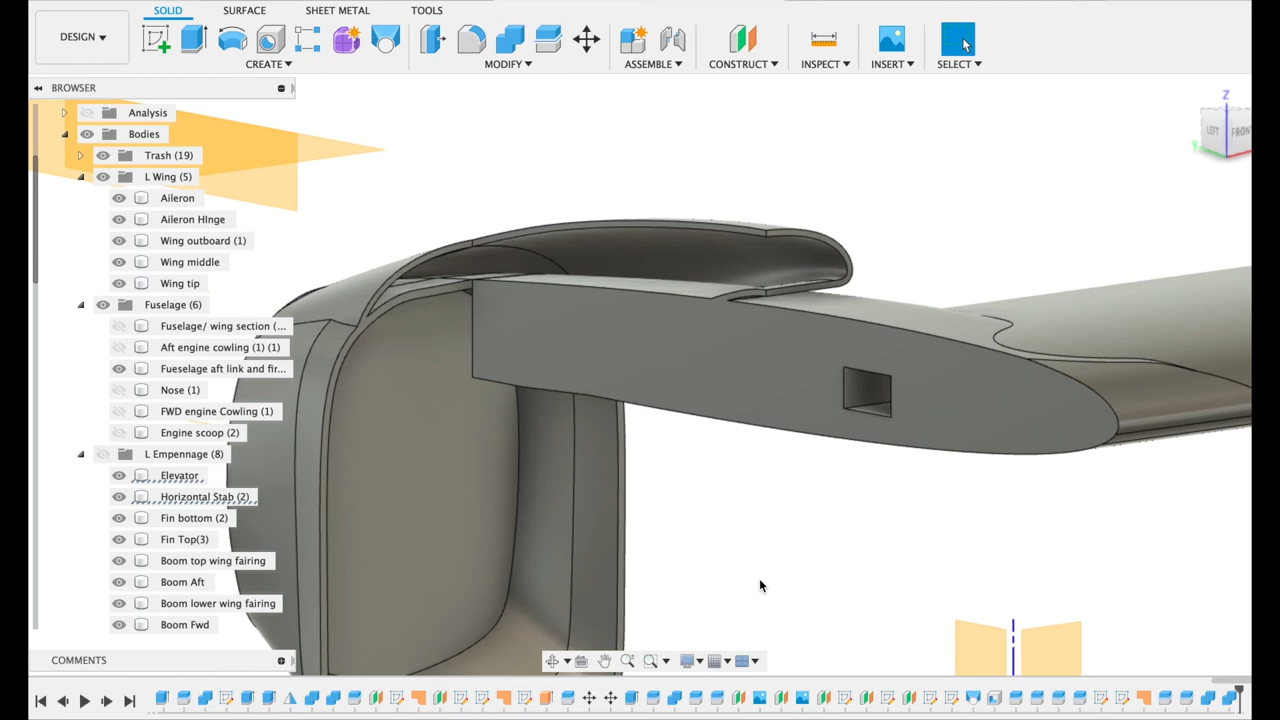 SOLID SURFACE SHEET METAL TOOLS
DESIGN
CREATE MODIFY ASSEMBLE CONSTRUCT INSPECT INSERT SELECT
BROWSER
Analysis
Bodies
Trash (19)
L Wing (5)
Aileron
Aileron HInge
Wing outboard (1)
Wing middle
Wing tip
Fuselage (6)
Fuselage/ wing section (...
Aft engine cowling (1) (1)
Fueselage aft link and fir...
Nose (1)
FWD engine Cowling (1)
Engine scoop (2)
L Empennage (8)
Elevator
Horizontal Stab (2)
Fin bottom (2)
Fin Top(3)
Boom top wing fairing
Boom Aft
Boom lower wing fairing
Boom Fwd
COMMENTS
Z
LEFT FRONT
Y